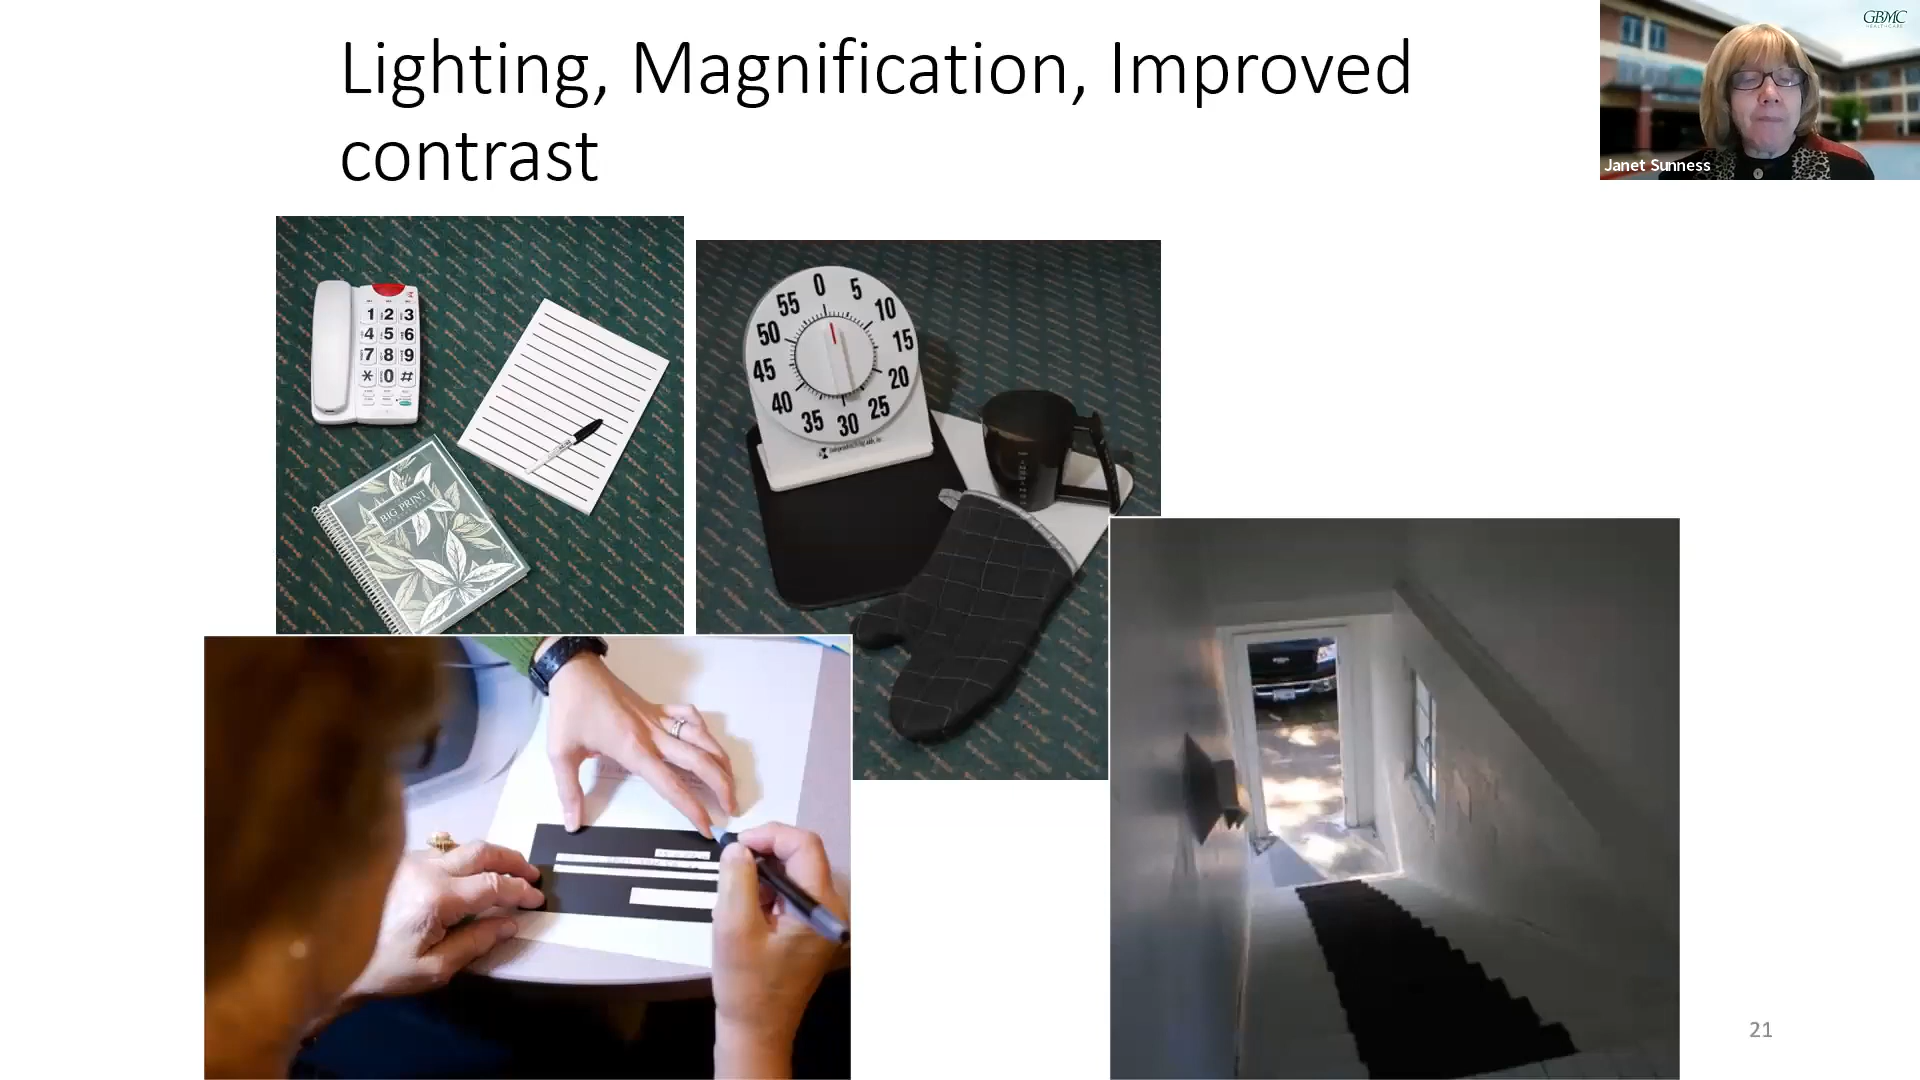 Lighting, Magnification, Improved
contrast
GBMC
HEALTHCARE
Janet Sunness
1 2 3
4 5 6
7 8 9
* 0 #
BIG PRINT
0
5
10
15
20
25
30
35
40
45
50
55
21